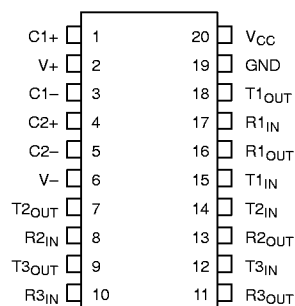 C1+ 1 20 VCC
V+ 2 19 GND
C1– 3 18 T1OUT
C2+ 4 17 R1IN
C2– 5 16 R1OUT
V– 6 15 T1IN
T2OUT 7 14 T2IN
R2IN 8 13 R2OUT
T3OUT 9 12 T3IN
R3IN 10 11 R3OUT